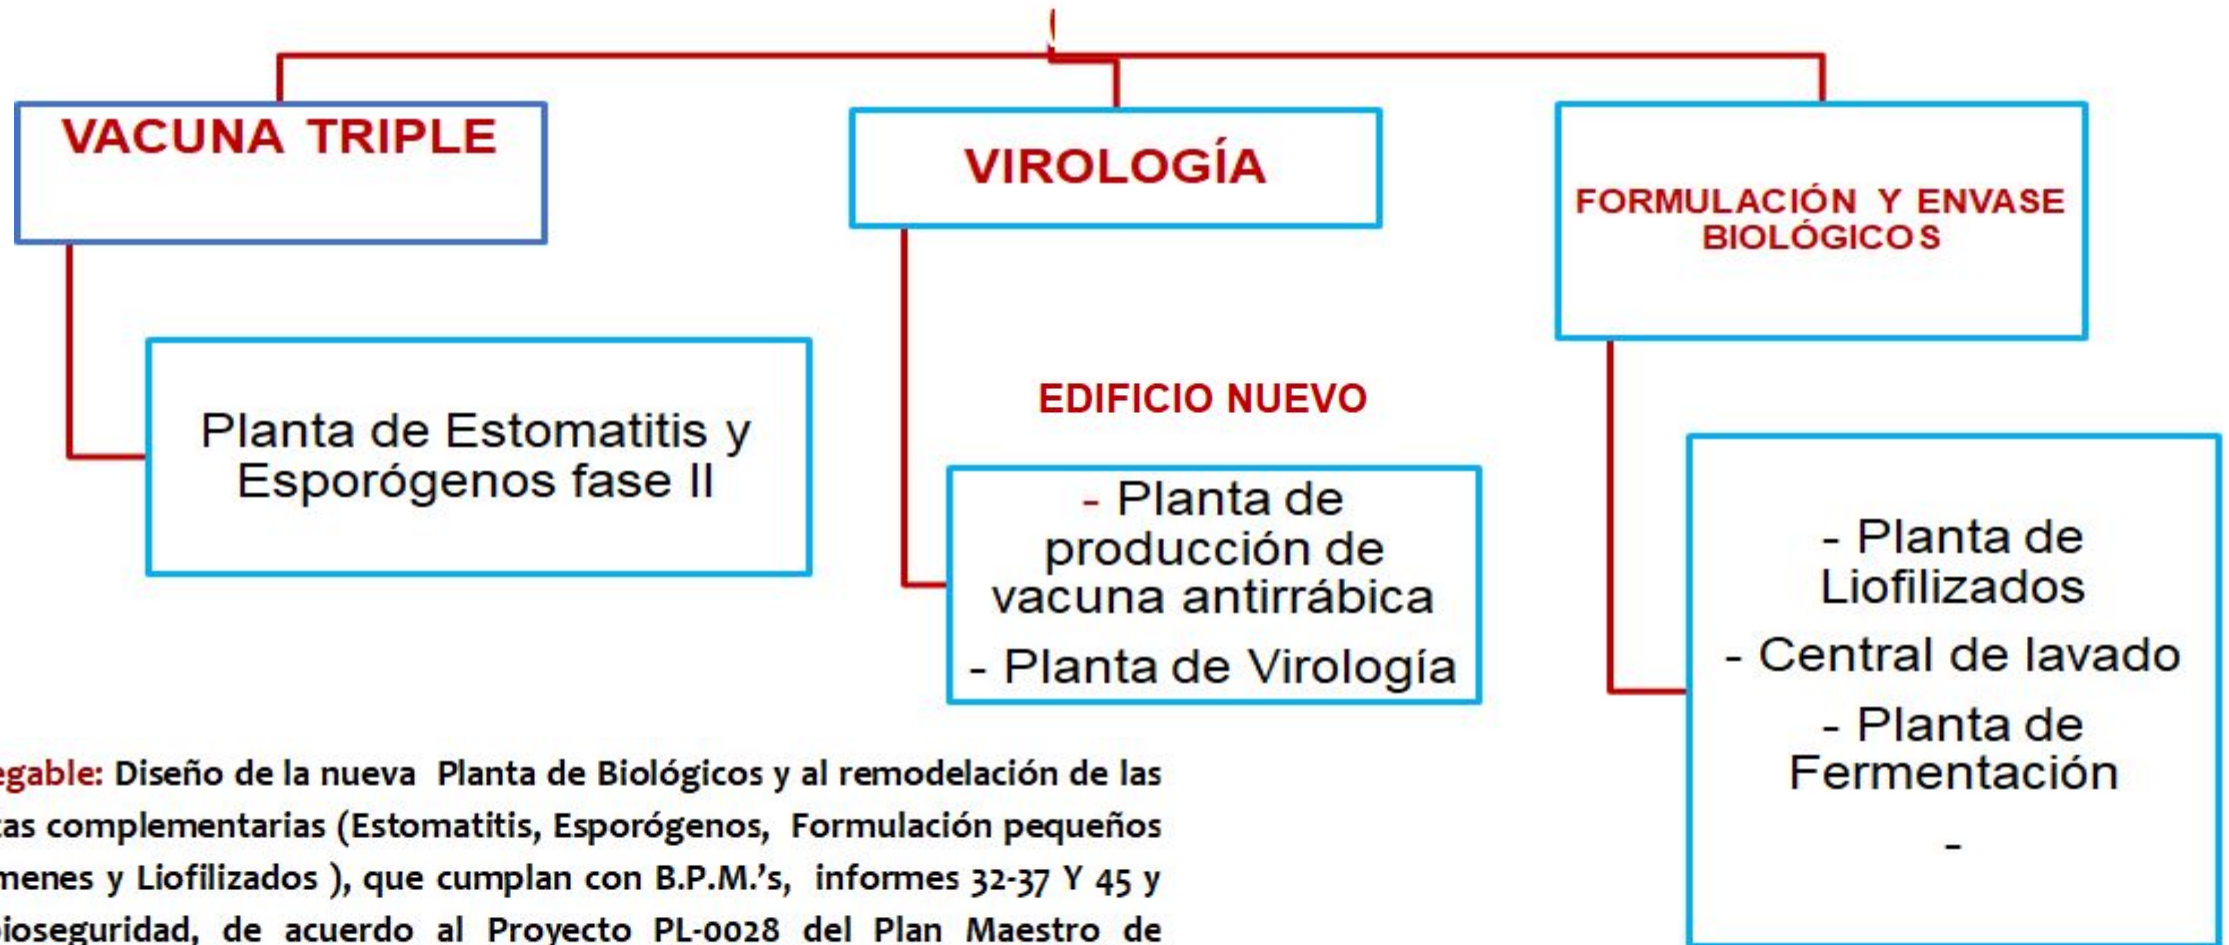 VACUNA TRIPLE
Planta de Estomatitis y
Esporógenos fase II
VIROLOGÍA
EDIFICIO NUEVO
- Planta de
producción de
vacuna antirrábica
- Planta de Virología
FORMULACIÓN Y ENVASE
BIOLÓGICOS
- Planta de
Liofilizados
- Central de lavado
- Planta de
Fermentación
-
egable: Diseño de la nueva Planta de Biológicos y al remodelación de las
tas complementarias (Estomatitis, Esporógenos, Formulación pequeños
menes y Liofilizados ), que cumplan con B.P.M.'s, informes 32-37 Y 45 y
bioseguridad, de acuerdo al Proyecto PL-0028 del Plan Maestro de